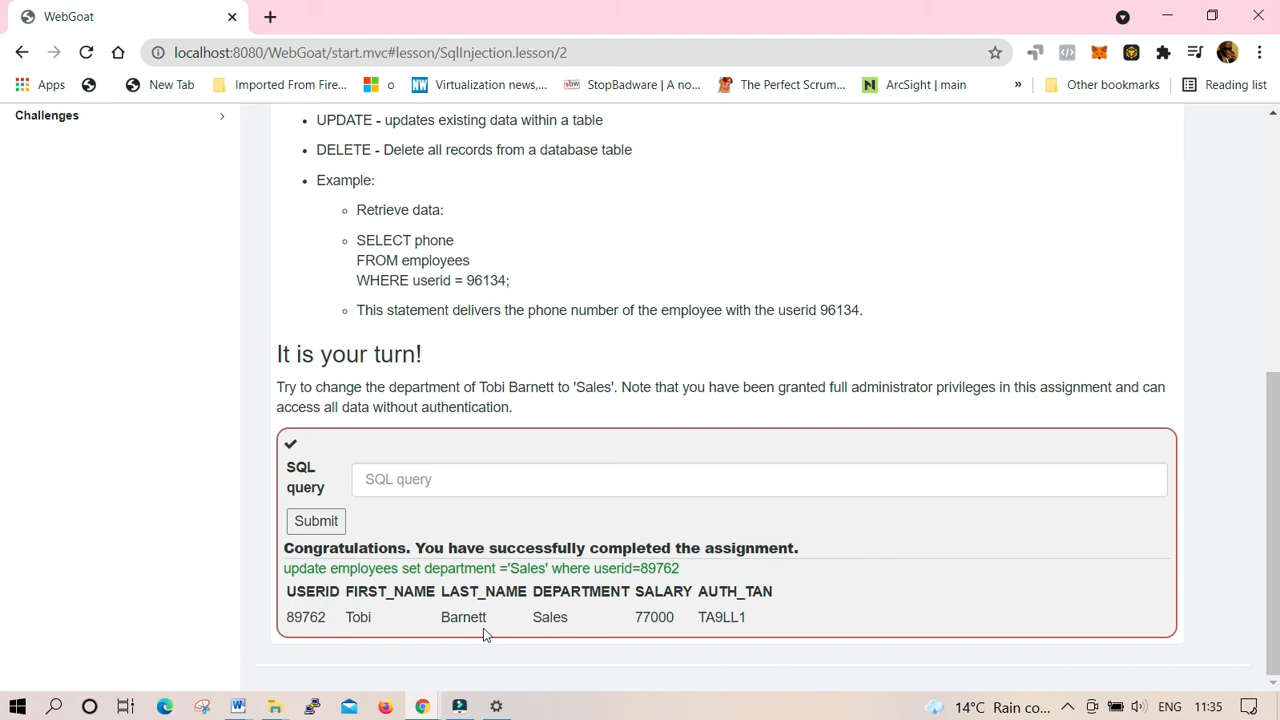 WebGoat
localhost:8080/WebGoat/start.mvc#lesson/SqlInjection.lesson/2
Apps New Tab Imported From Fire... o NW Virtualization news,... sbw StopBadware | A no... The Perfect Scrum... N ArcSight | main » Other bookmarks Reading list
Challenges
UPDATE - updates existing data within a table
DELETE - Delete all records from a database table
Example:
Retrieve data:
SELECT phone
FROM employees
WHERE userid = 96134;
This statement delivers the phone number of the employee with the userid 96134.
It is your turn!
Try to change the department of Tobi Barnett to 'Sales'. Note that you have been granted full administrator privileges in this assignment and can
access all data without authentication.
SQL
query
SQL query
Submit
Congratulations. You have successfully completed the assignment.
update employees set department ='Sales' where userid=89762
USERID FIRST_NAME LAST_NAME DEPARTMENT SALARY AUTH_TAN
89762 Tobi Barnett Sales 77000 TA9LL1
14°C Rain co... ENG 11:35